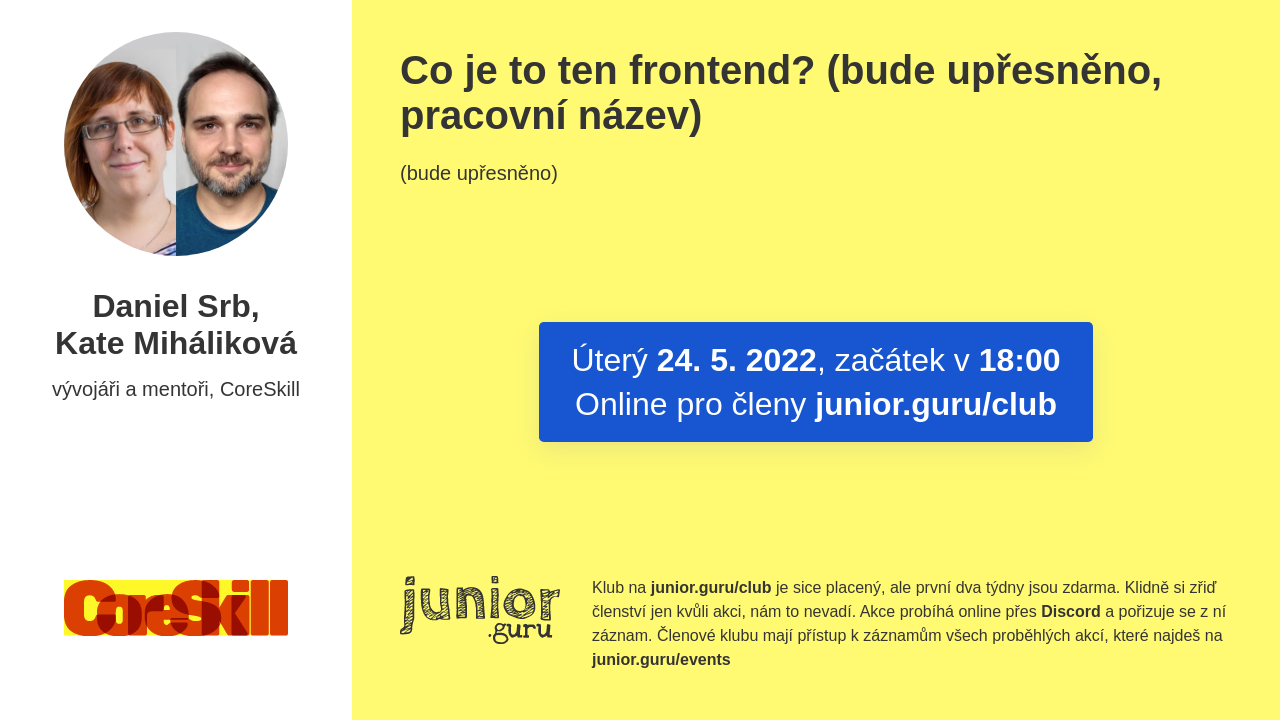 Daniel Srb,
Kate Miháliková
vývojáři a mentoři, CoreSkill
CoreSkill
Co je to ten frontend? (bude upřesněno,
pracovní název)
(bude upřesněno)
Úterý 24. 5. 2022, začátek v 18:00
Online pro členy junior.guru/club
junior
.guru
Klub na junior.guru/club je sice placený, ale první dva týdny jsou zdarma. Klidně si zřiď
členství jen kvůli akci, nám to nevadí. Akce probíhá online přes Discord a pořizuje se z ní
záznam. Členové klubu mají přístup k záznamům všech proběhlých akcí, které najdeš na
junior.guru/events